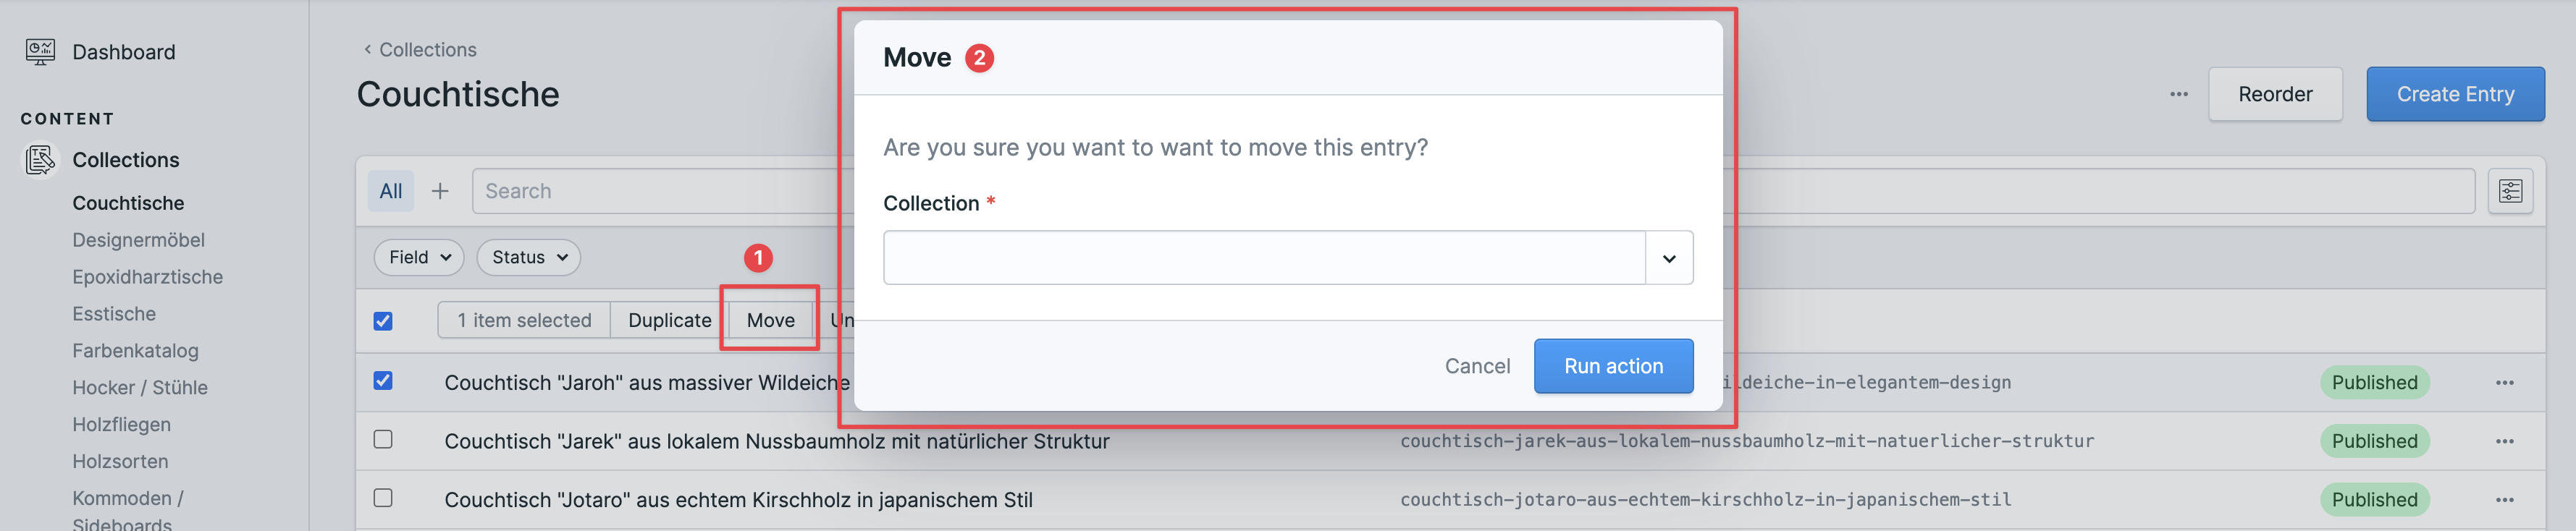 Dashboard
CONTENT
Collections
Couchtische
Designermöbel
Epoxidharztische
Esstische
Farbenkatalog
Hocker / Stühle
Holzfliegen
Holzsorten
Kommoden /
Sideboards
Collections
Couchtische
Reorder
Create Entry
All
Search
Field
Status
1
1 item selected
Duplicate
Move
Un
Couchtisch "Jaroh" aus massiver Wildeiche
ildeiche-in-elegantem-design
Published
Couchtisch "Jarek" aus lokalem Nussbaumholz mit natürlicher Struktur
couchtisch-jarek-aus-lokalem-nussbaumholz-mit-natuerlicher-struktur
Published
Couchtisch "Jotaro" aus echtem Kirschholz in japanischem Stil
couchtisch-jotaro-aus-echtem-kirschholz-in-japanischem-stil
Published
Move 2
Are you sure you want to want to move this entry?
Collection *
Cancel
Run action